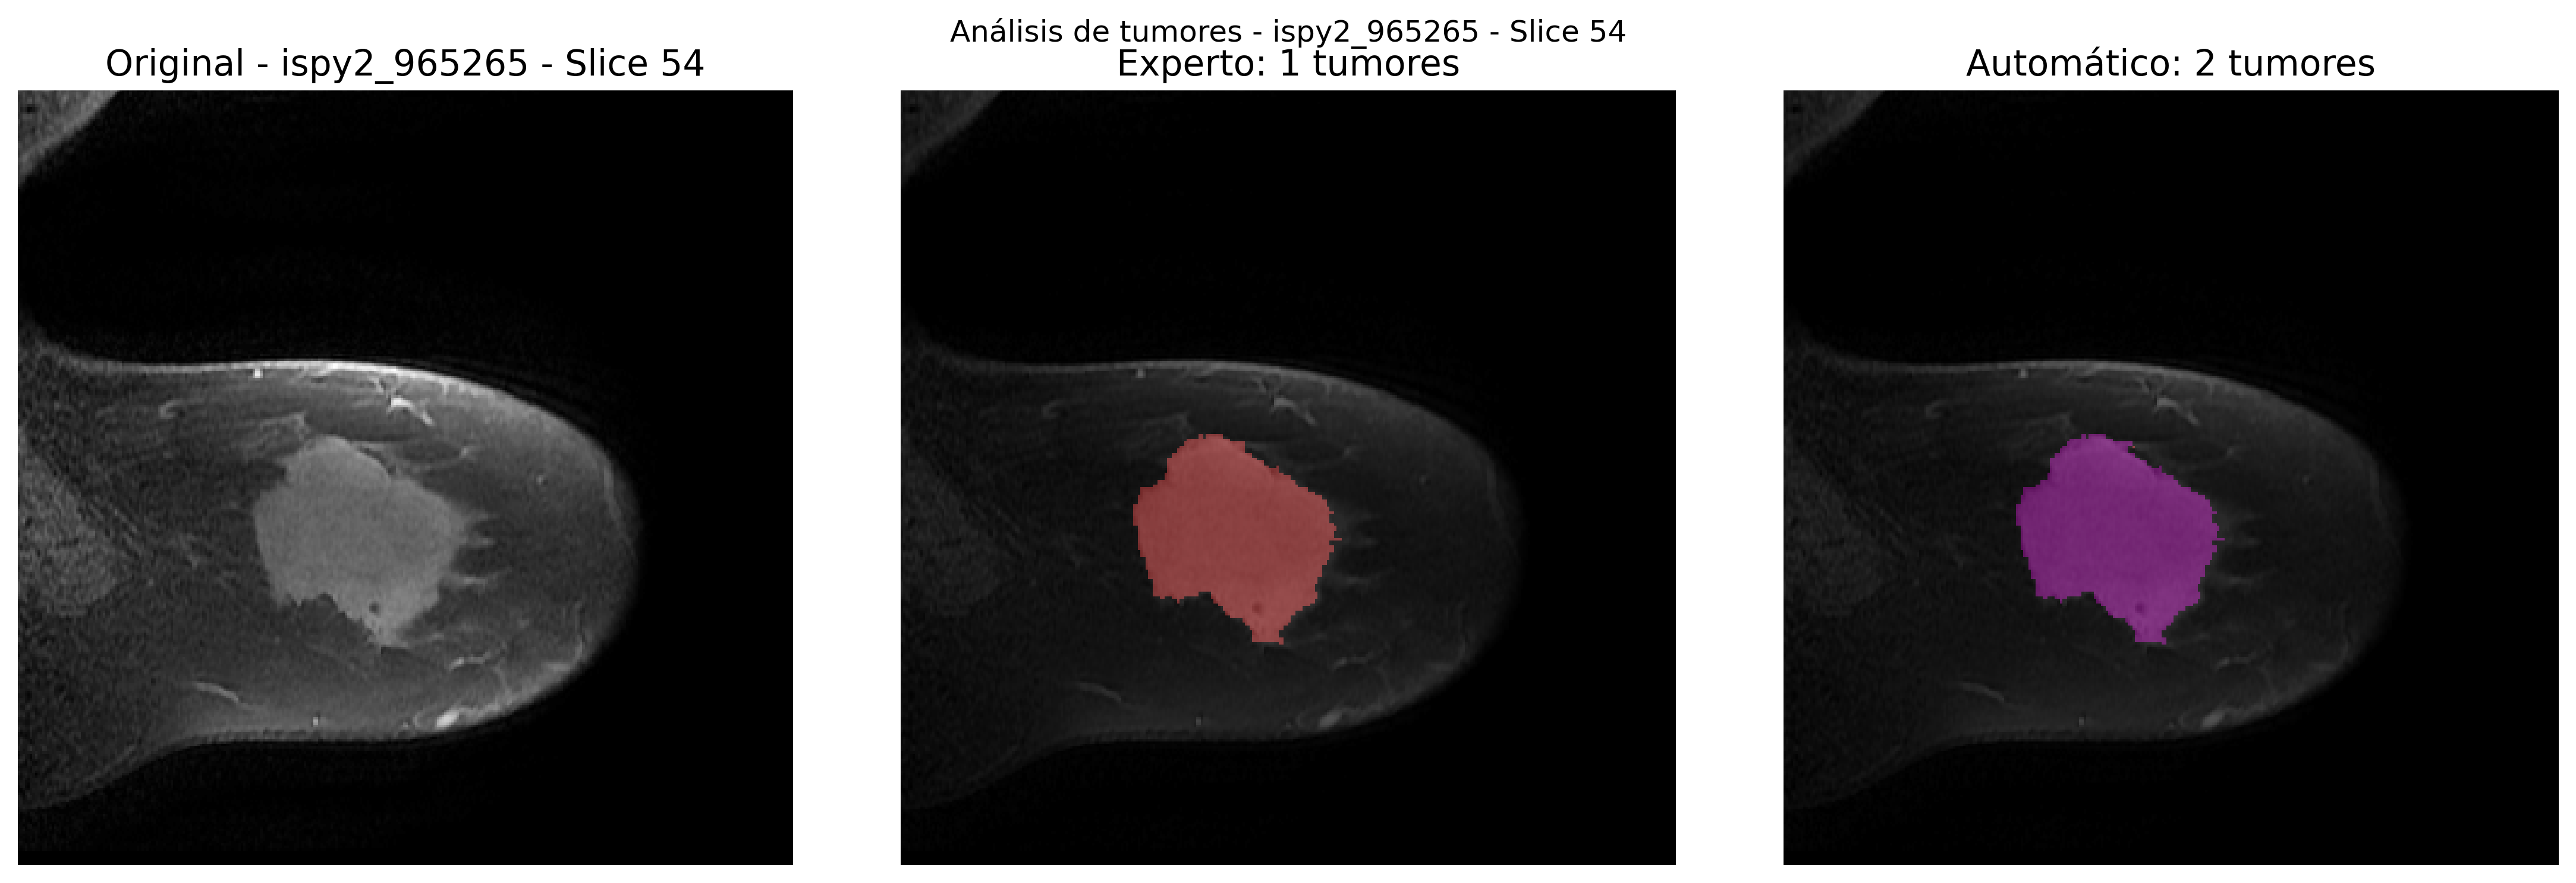 Análisis de tumores - ispy2_965265 - Slice 54
Original - ispy2_965265 - Slice 54
Experto: 1 tumores
Automático: 2 tumores